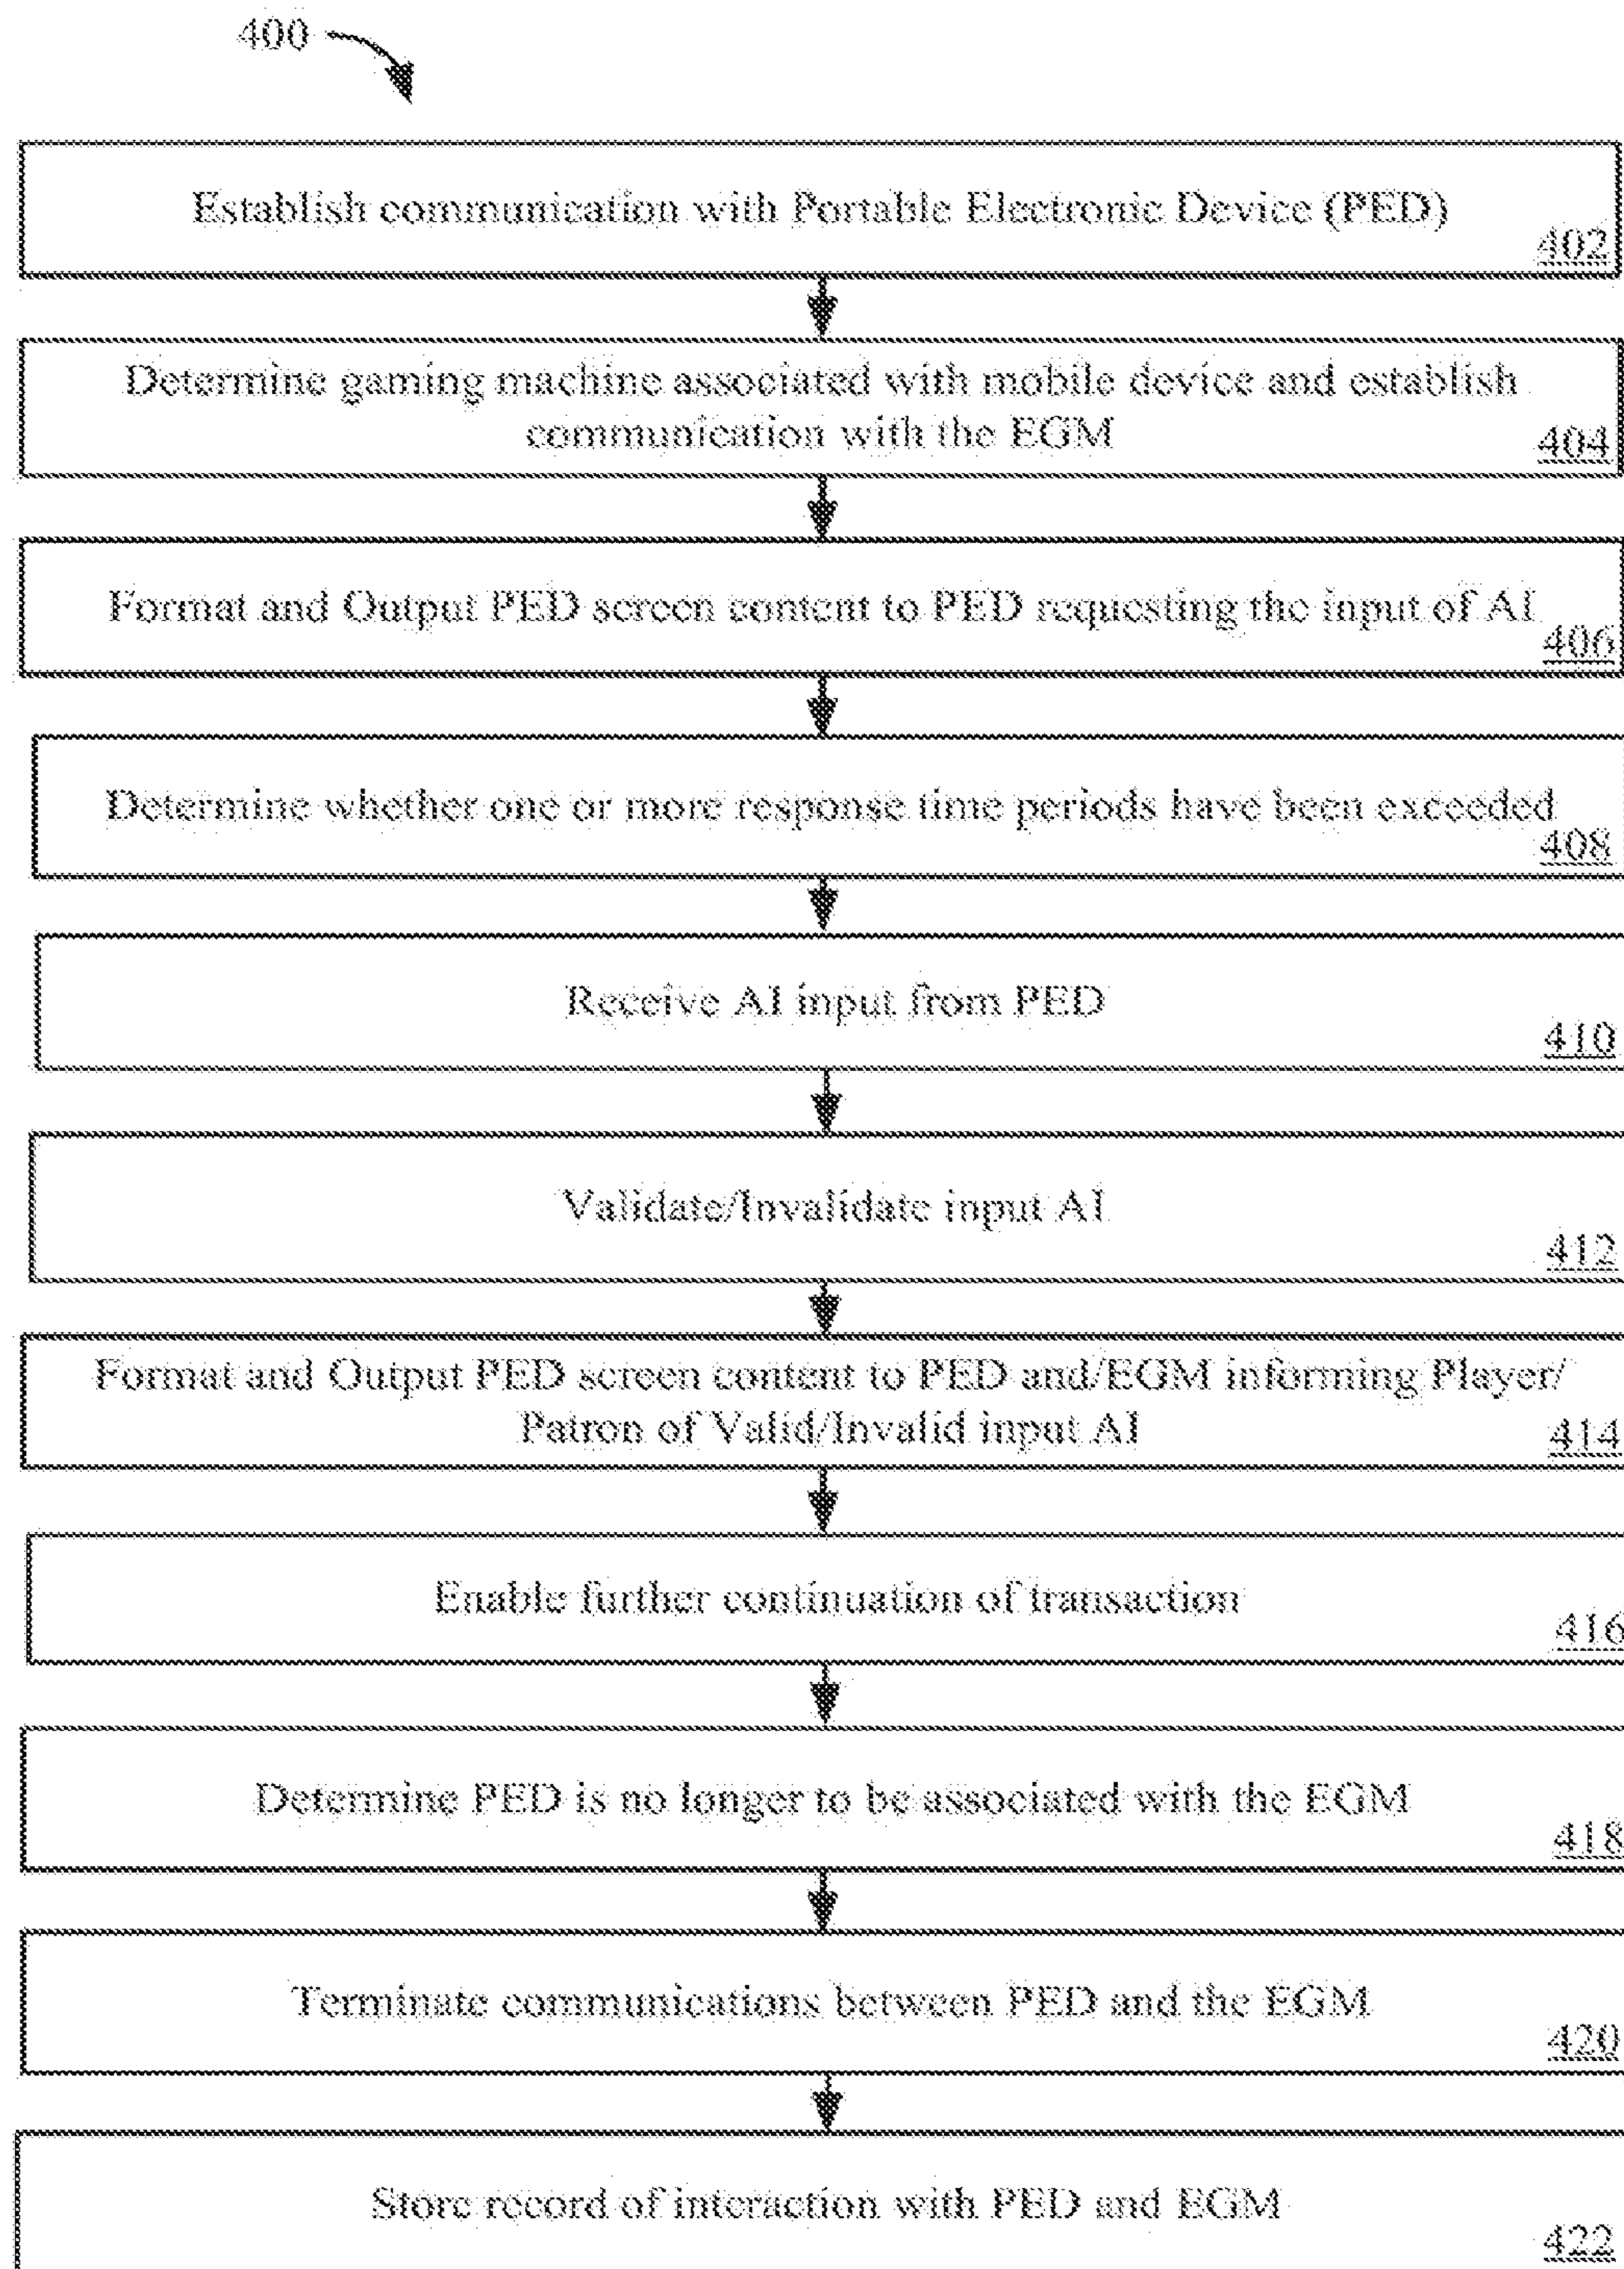 400
Establish communication with Portable Electronic Device (PED)
402
Determine gaming machine associated with mobile device and establish
communication with the EGM
404
Format and Output PED screen content to PED requesting the input of AI
406
Determine whether one or more response time periods have been exceeded
408
Receive AI input from PED
410
Validate/Invalidate input AI
412
Format and Output PED screen content to PED and/EGM informing Player/
Patron of Valid/Invalid input AI
414
Enable further continuation of transaction
416
Determine PED is no longer to be associated with the EGM
418
Terminate communications between PED and the EGM
420
Store record of interaction with PED and EGM
422